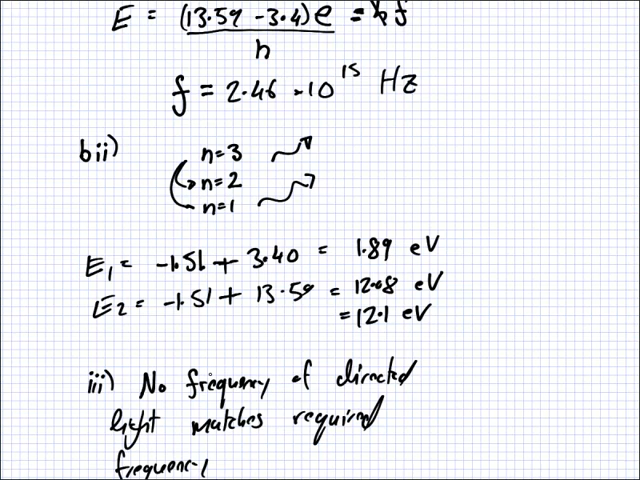 E = (13.59 - 3.4)e = h f
h
f = 2.46 × 10^15 Hz
bii) n=3
n=2
n=1
E1 = -1.51 + 3.40 = 1.89 eV
E2 = -1.51 + 13.59 = 12.08 eV
= 12.1 eV
iii) No frequency of directed
light matches required
frequency